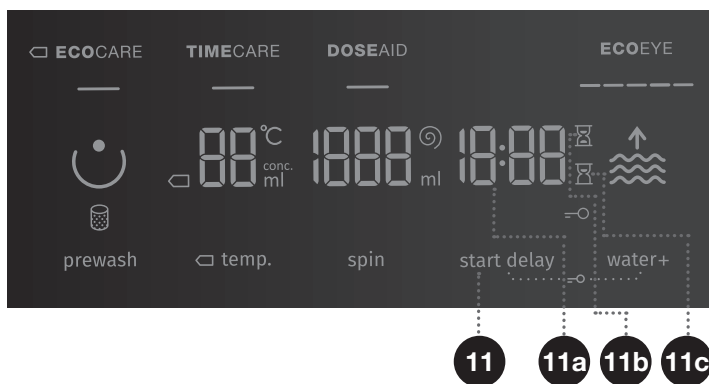 ECOCARE TIMECARE DOSEAID ECOEYE
88 °C 1888 18:88
conc.
ml ml
prewash temp. spin start delay water+
11 11a 11b 11c